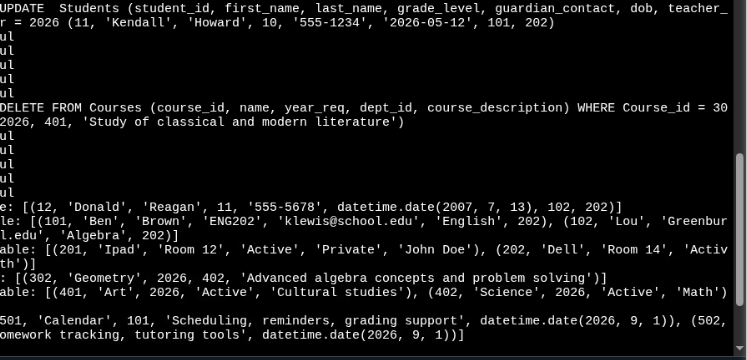 UPDATE  Students (student_id, first_name, last_name, grade_level, guardian_contact, dob, teacher_
r = 2026 (11, 'Kendall', 'Howard', 10, '555-1234', '2026-05-12', 101, 202)
ul
ul
ul
ul
DELETE FROM Courses (course_id, name, year_req, dept_id, course_description) WHERE Course_id = 30
2026, 401, 'Study of classical and modern literature')
ul
ul
ul
ul
ul
e: [(12, 'Donald', 'Reagan', 11, '555-5678', datetime.date(2007, 7, 13), 102, 202)]
le: [(101, 'Ben', 'Brown', 'ENG202', 'klewis@school.edu', 'English', 202), (102, 'Lou', 'Greenbur
l.edu', 'Algebra', 202)]
able: [(201, 'Ipad', 'Room 12', 'Active', 'Private', 'John Doe'), (202, 'Dell', 'Room 14', 'Activ
th')]
: [(302, 'Geometry', 2026, 402, 'Advanced algebra concepts and problem solving')]
able: [(401, 'Art', 2026, 'Active', 'Cultural studies'), (402, 'Science', 2026, 'Active', 'Math')
501, 'Calendar', 101, 'Scheduling, reminders, grading support', datetime.date(2026, 9, 1)), (502,
omework tracking, tutoring tools', datetime.date(2026, 9, 1))]